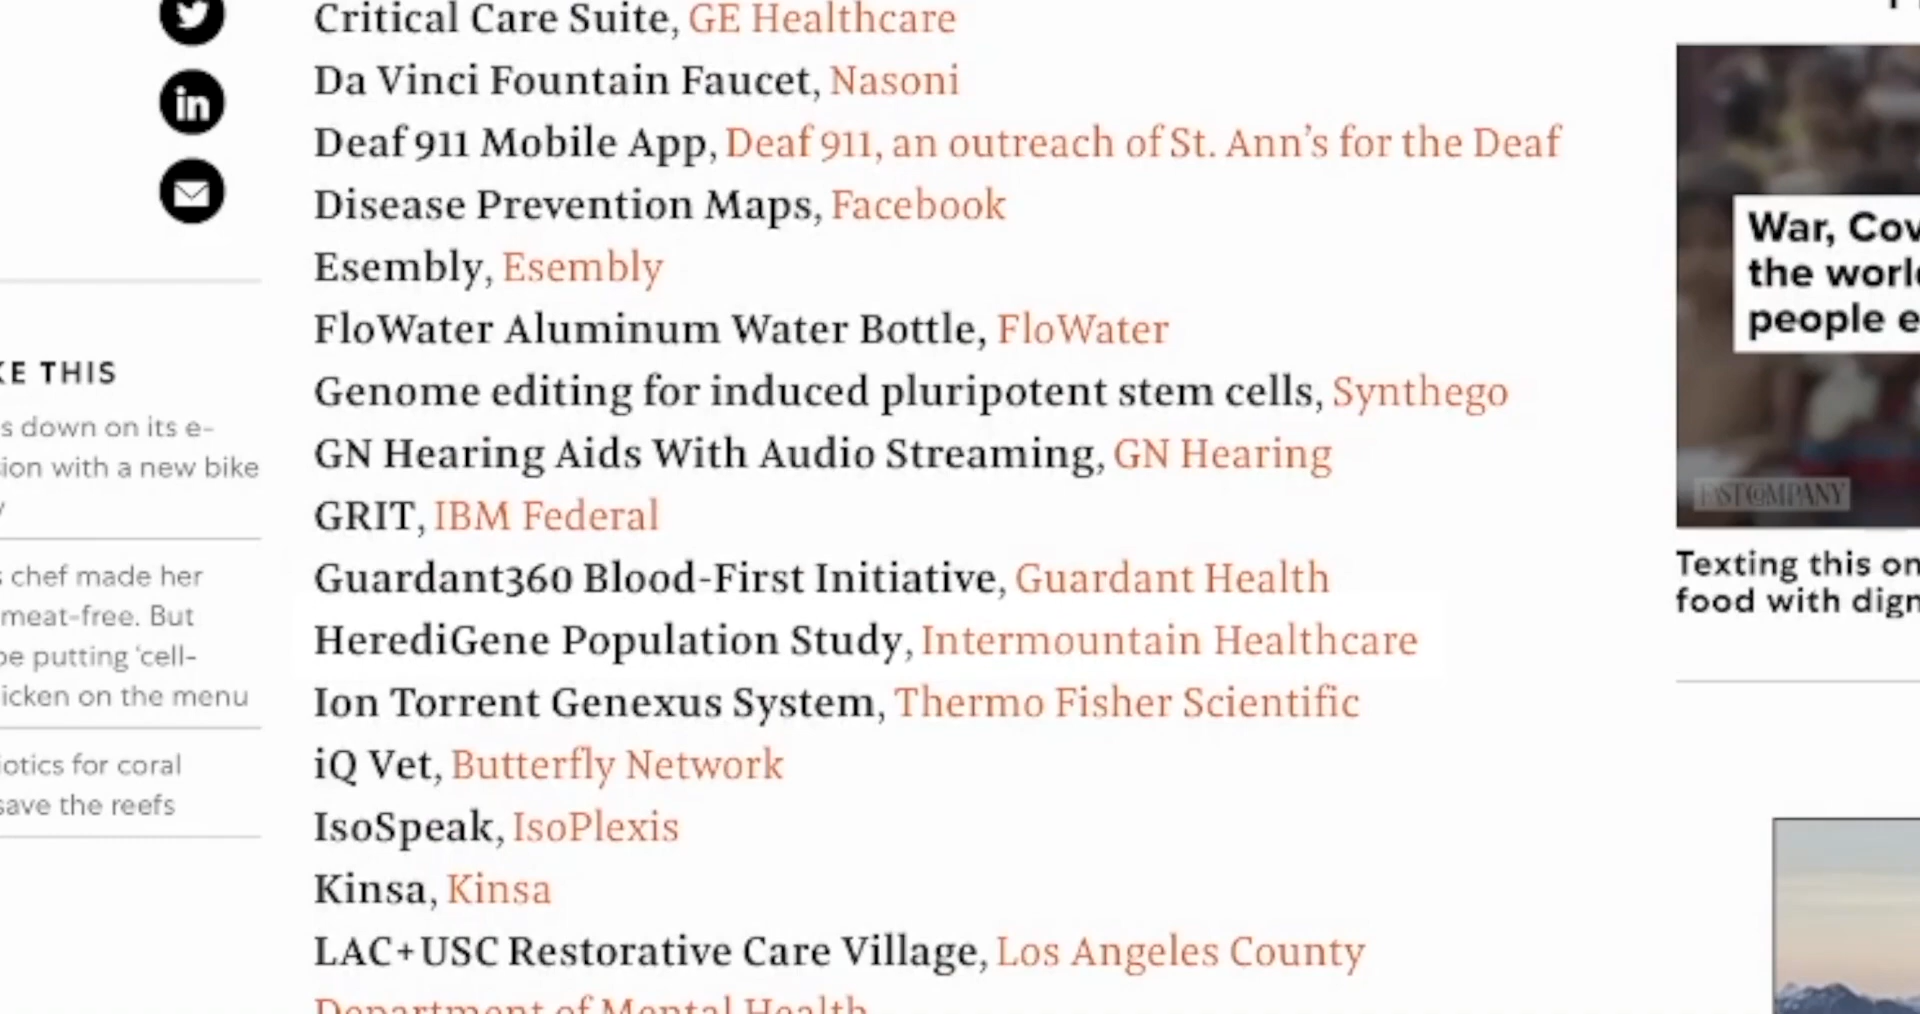 Critical Care Suite, GE Healthcare
Da Vinci Fountain Faucet, Nasoni
Deaf 911 Mobile App, Deaf 911, an outreach of St. Ann's for the Deaf
Disease Prevention Maps, Facebook
Esembly, Esembly
FloWater Aluminum Water Bottle, FloWater
Genome editing for induced pluripotent stem cells, Synthego
GN Hearing Aids With Audio Streaming, GN Hearing
GRIT, IBM Federal
Guardant360 Blood-First Initiative, Guardant Health
HerediGene Population Study, Intermountain Healthcare
Ion Torrent Genexus System, Thermo Fisher Scientific
iQ Vet, Butterfly Network
IsoSpeak, IsoPlexis
Kinsa, Kinsa
LAC+USC Restorative Care Village, Los Angeles County
Department of Mental Health
in
KE THIS
s down on its e-
ion with a new bike
y
s chef made her
meat-free. But
be putting 'cell-
icken on the menu
iotics for coral
save the reefs
War, Cov
the worl
people e
FAST COMPANY
Texting this on
food with dign